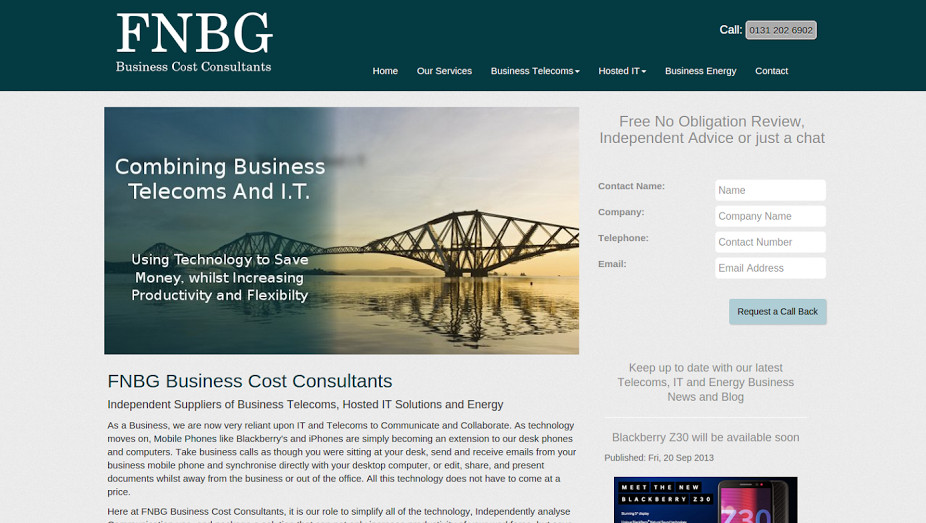 FNBG
Business Cost Consultants
Call: 0131 202 6902
Home Our Services Business Telecoms Hosted IT Business Energy Contact
Combining Business
Telecoms And I.T.
Using Technology to Save
Money, whilst Increasing
Productivity and Flexibilty
Free No Obligation Review,
Independent Advice or just a chat
Contact Name: Name
Company: Company Name
Telephone: Contact Number
Email: Email Address
Request a Call Back
FNBG Business Cost Consultants
Independent Suppliers of Business Telecoms, Hosted IT Solutions and Energy
As a Business, we are now very reliant upon IT and Telecoms to Communicate and Collaborate. As technology
moves on, Mobile Phones like Blackberry's and iPhones are simply becoming an extension to our desk phones
and computers. Take business calls as though you were sitting at your desk, send and receive emails from your
business mobile phone and synchronise directly with your desktop computer, or edit, share, and present
documents whilst away from the business or out of the office. All this technology does not have to come at a
price.
Here at FNBG Business Cost Consultants, it is our role to simplify all of the technology, Independently analyse
Keep up to date with our latest
Telecoms, IT and Energy Business
News and Blog
Blackberry Z30 will be available soon
Published: Fri, 20 Sep 2013
MEET THE NEW
BLACKBERRY Z30
Z30